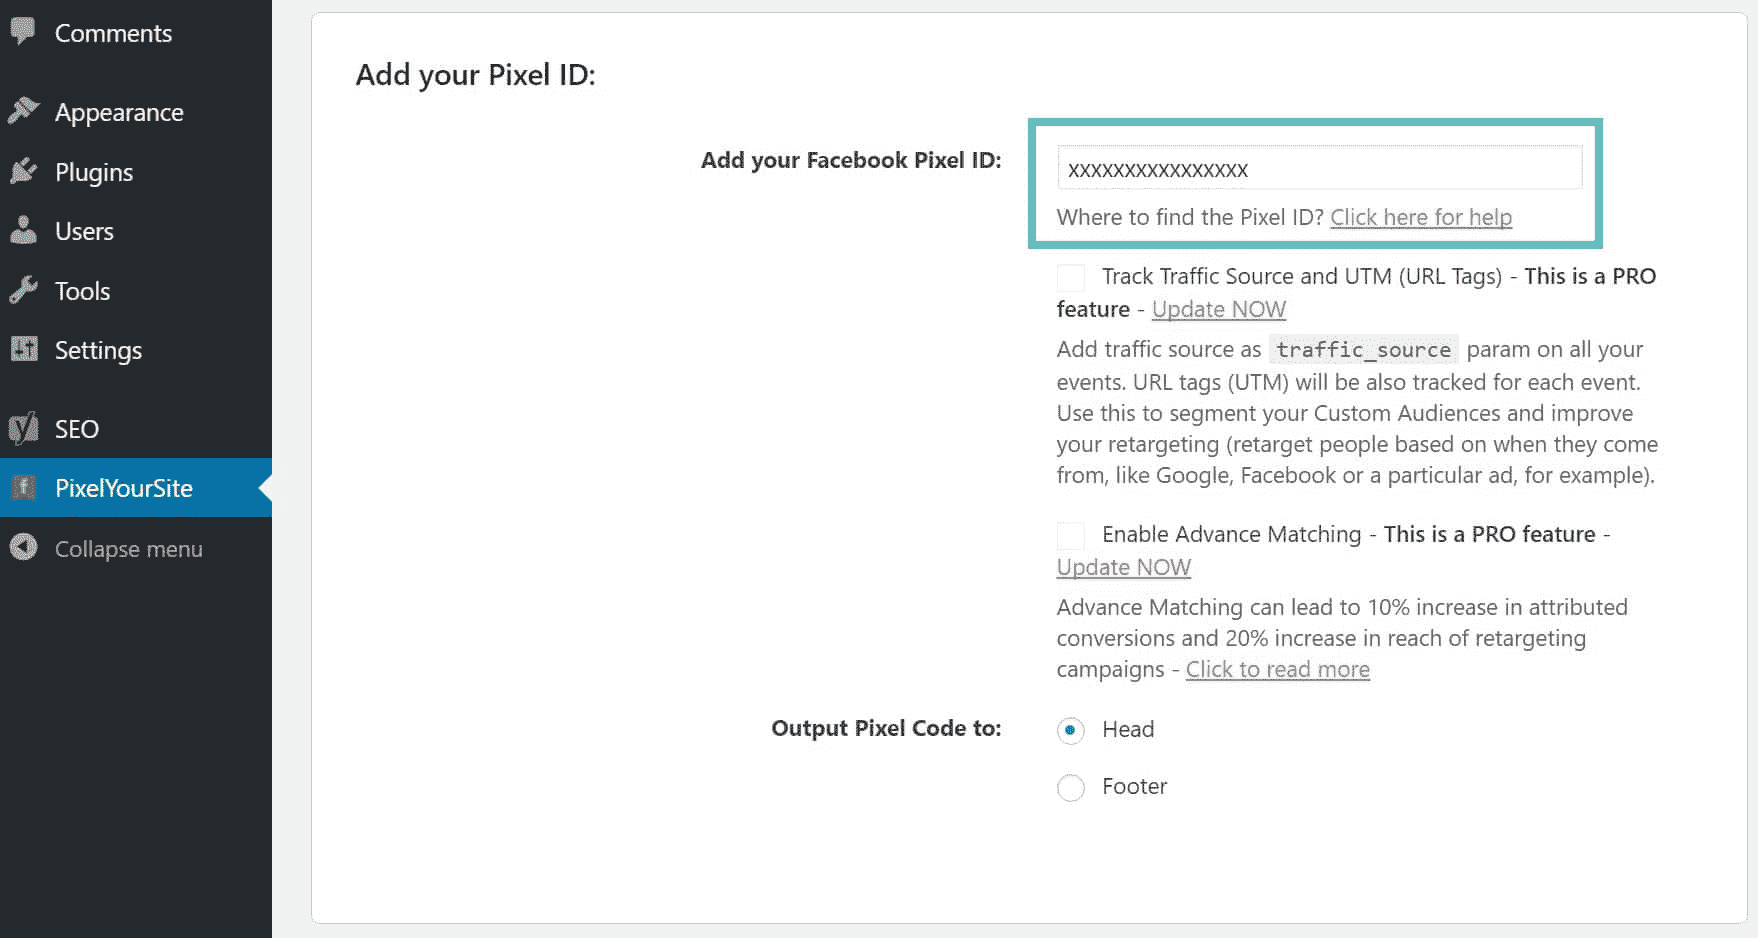 Comments
Appearance
Plugins
Users
Tools
Settings
SEO
PixelYourSite
Collapse menu
Add your Pixel ID:
Add your Facebook Pixel ID:
xxxxxxxxxxxxxxxx
Where to find the Pixel ID? Click here for help
Track Traffic Source and UTM (URL Tags) - This is a PRO
feature - Update NOW
Add traffic source as traffic_source param on all your
events. URL tags (UTM) will be also tracked for each event.
Use this to segment your Custom Audiences and improve
your retargeting (retarget people based on when they come
from, like Google, Facebook or a particular ad, for example).
Enable Advance Matching - This is a PRO feature -
Update NOW
Advance Matching can lead to 10% increase in attributed
conversions and 20% increase in reach of retargeting
campaigns - Click to read more
Output Pixel Code to:
Head
Footer